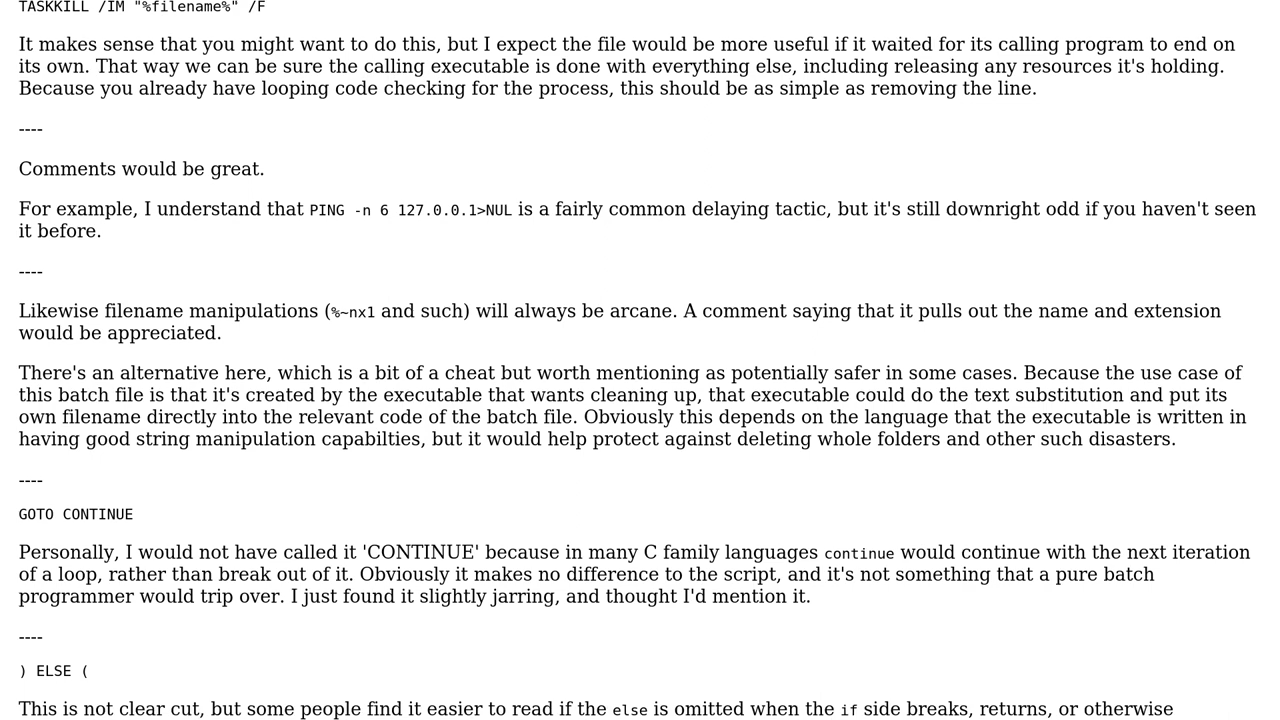 TASKKILL /IM "%filename%" /F
It makes sense that you might want to do this, but I expect the file would be more useful if it waited for its calling program to end on
its own. That way we can be sure the calling executable is done with everything else, including releasing any resources it's holding.
Because you already have looping code checking for the process, this should be as simple as removing the line.
----
Comments would be great.
For example, I understand that PING -n 6 127.0.0.1>NUL is a fairly common delaying tactic, but it's still downright odd if you haven't seen
it before.
----
Likewise filename manipulations (%~nx1 and such) will always be arcane. A comment saying that it pulls out the name and extension
would be appreciated.
There's an alternative here, which is a bit of a cheat but worth mentioning as potentially safer in some cases. Because the use case of
this batch file is that it's created by the executable that wants cleaning up, that executable could do the text substitution and put its
own filename directly into the relevant code of the batch file. Obviously this depends on the language that the executable is written in
having good string manipulation capabilties, but it would help protect against deleting whole folders and other such disasters.
----
GOTO CONTINUE
Personally, I would not have called it 'CONTINUE' because in many C family languages continue would continue with the next iteration
of a loop, rather than break out of it. Obviously it makes no difference to the script, and it's not something that a pure batch
programmer would trip over. I just found it slightly jarring, and thought I'd mention it.
----
) ELSE (
This is not clear cut, but some people find it easier to read if the else is omitted when the if side breaks, returns, or otherwise